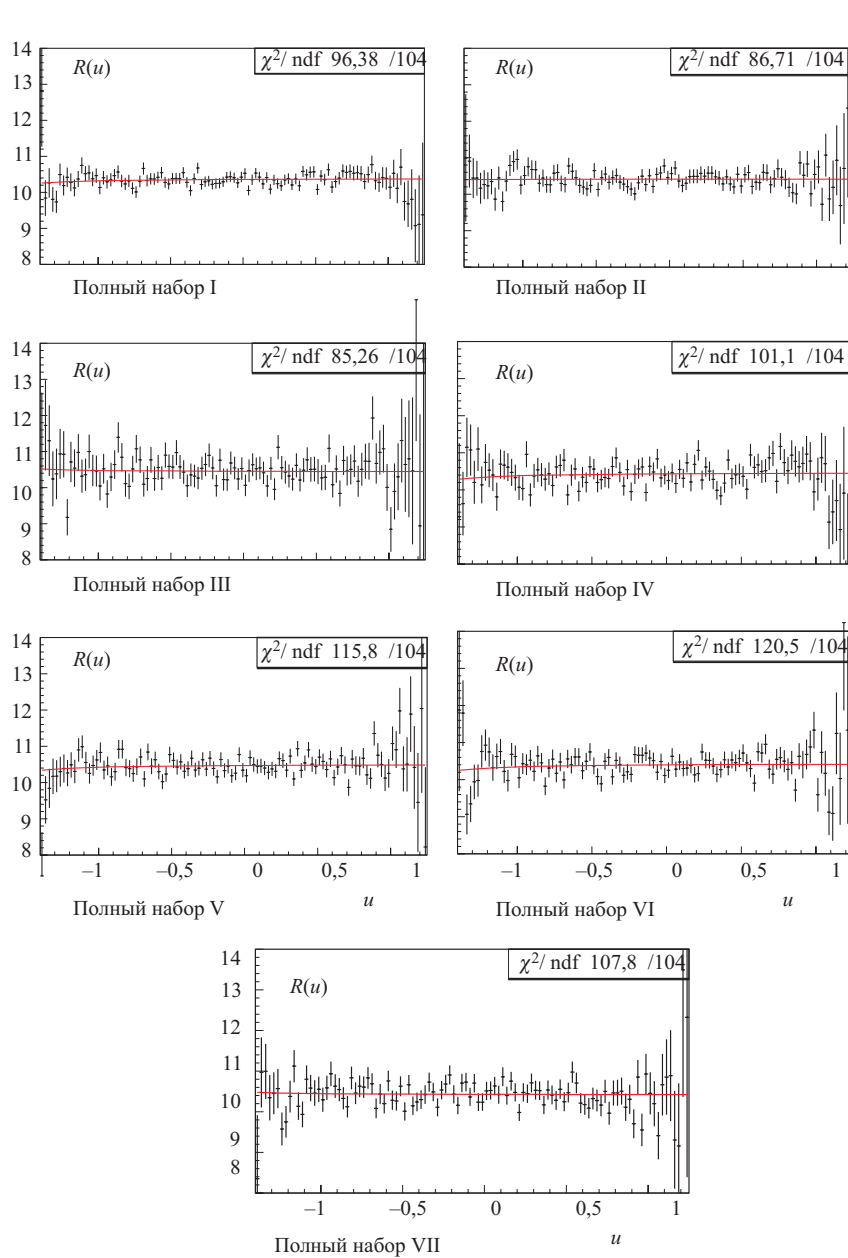 14
13
12
11
10
9
8
R(u)
χ²/ ndf 96,38 /104
Полный набор I
R(u)
χ²/ ndf 86,71 /104
Полный набор II
14
13
12
11
10
9
8
R(u)
χ²/ ndf 85,26 /104
Полный набор III
R(u)
χ²/ ndf 101,1 /104
Полный набор IV
14
13
12
11
10
9
8
R(u)
χ²/ ndf 115,8 /104
–1 –0,5 0 0,5 1
u
Полный набор V
R(u)
χ²/ ndf 120,5 /104
–1 –0,5 0 0,5 1
u
Полный набор VI
14
13
12
11
10
9
8
R(u)
χ²/ ndf 107,8 /104
–1 –0,5 0 0,5 1
u
Полный набор VII